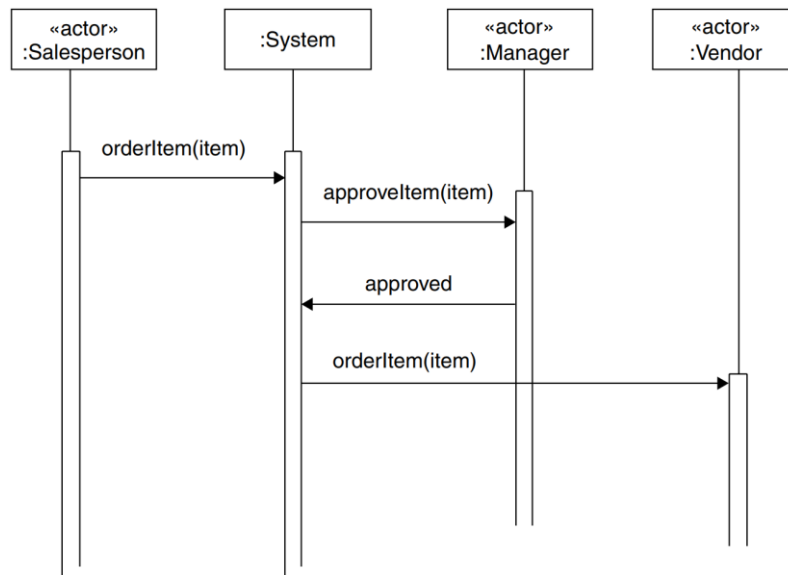 «actor»
:Salesperson
:System
«actor»
:Manager
«actor»
:Vendor
orderItem(item)
approveItem(item)
approved
orderItem(item)